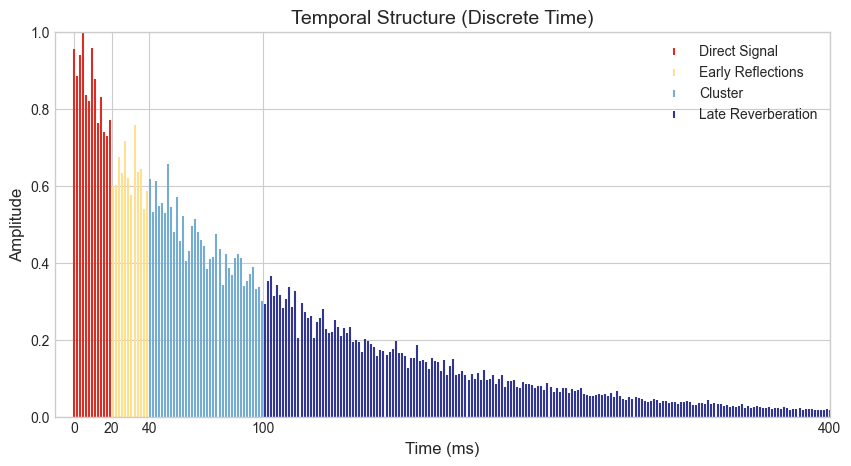 Temporal Structure (Discrete Time)
Direct Signal
Early Reflections
Cluster
Late Reverberation
1.0
0.8
0.6
0.4
0.2
0.0
Amplitude
0 20 40 100 400
Time (ms)